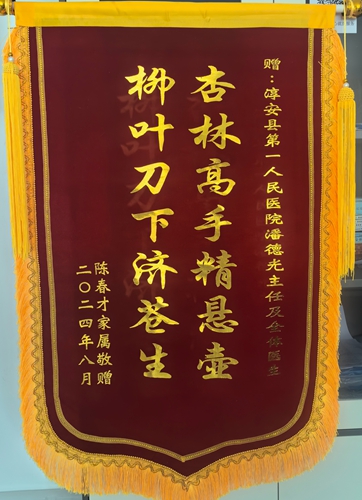 赠：淳安县第一人民医院潘德光主任及全体医生
杏林高手精悬壶
柳叶刀下济苍生
陈春才家属敬赠
二〇二四年八月